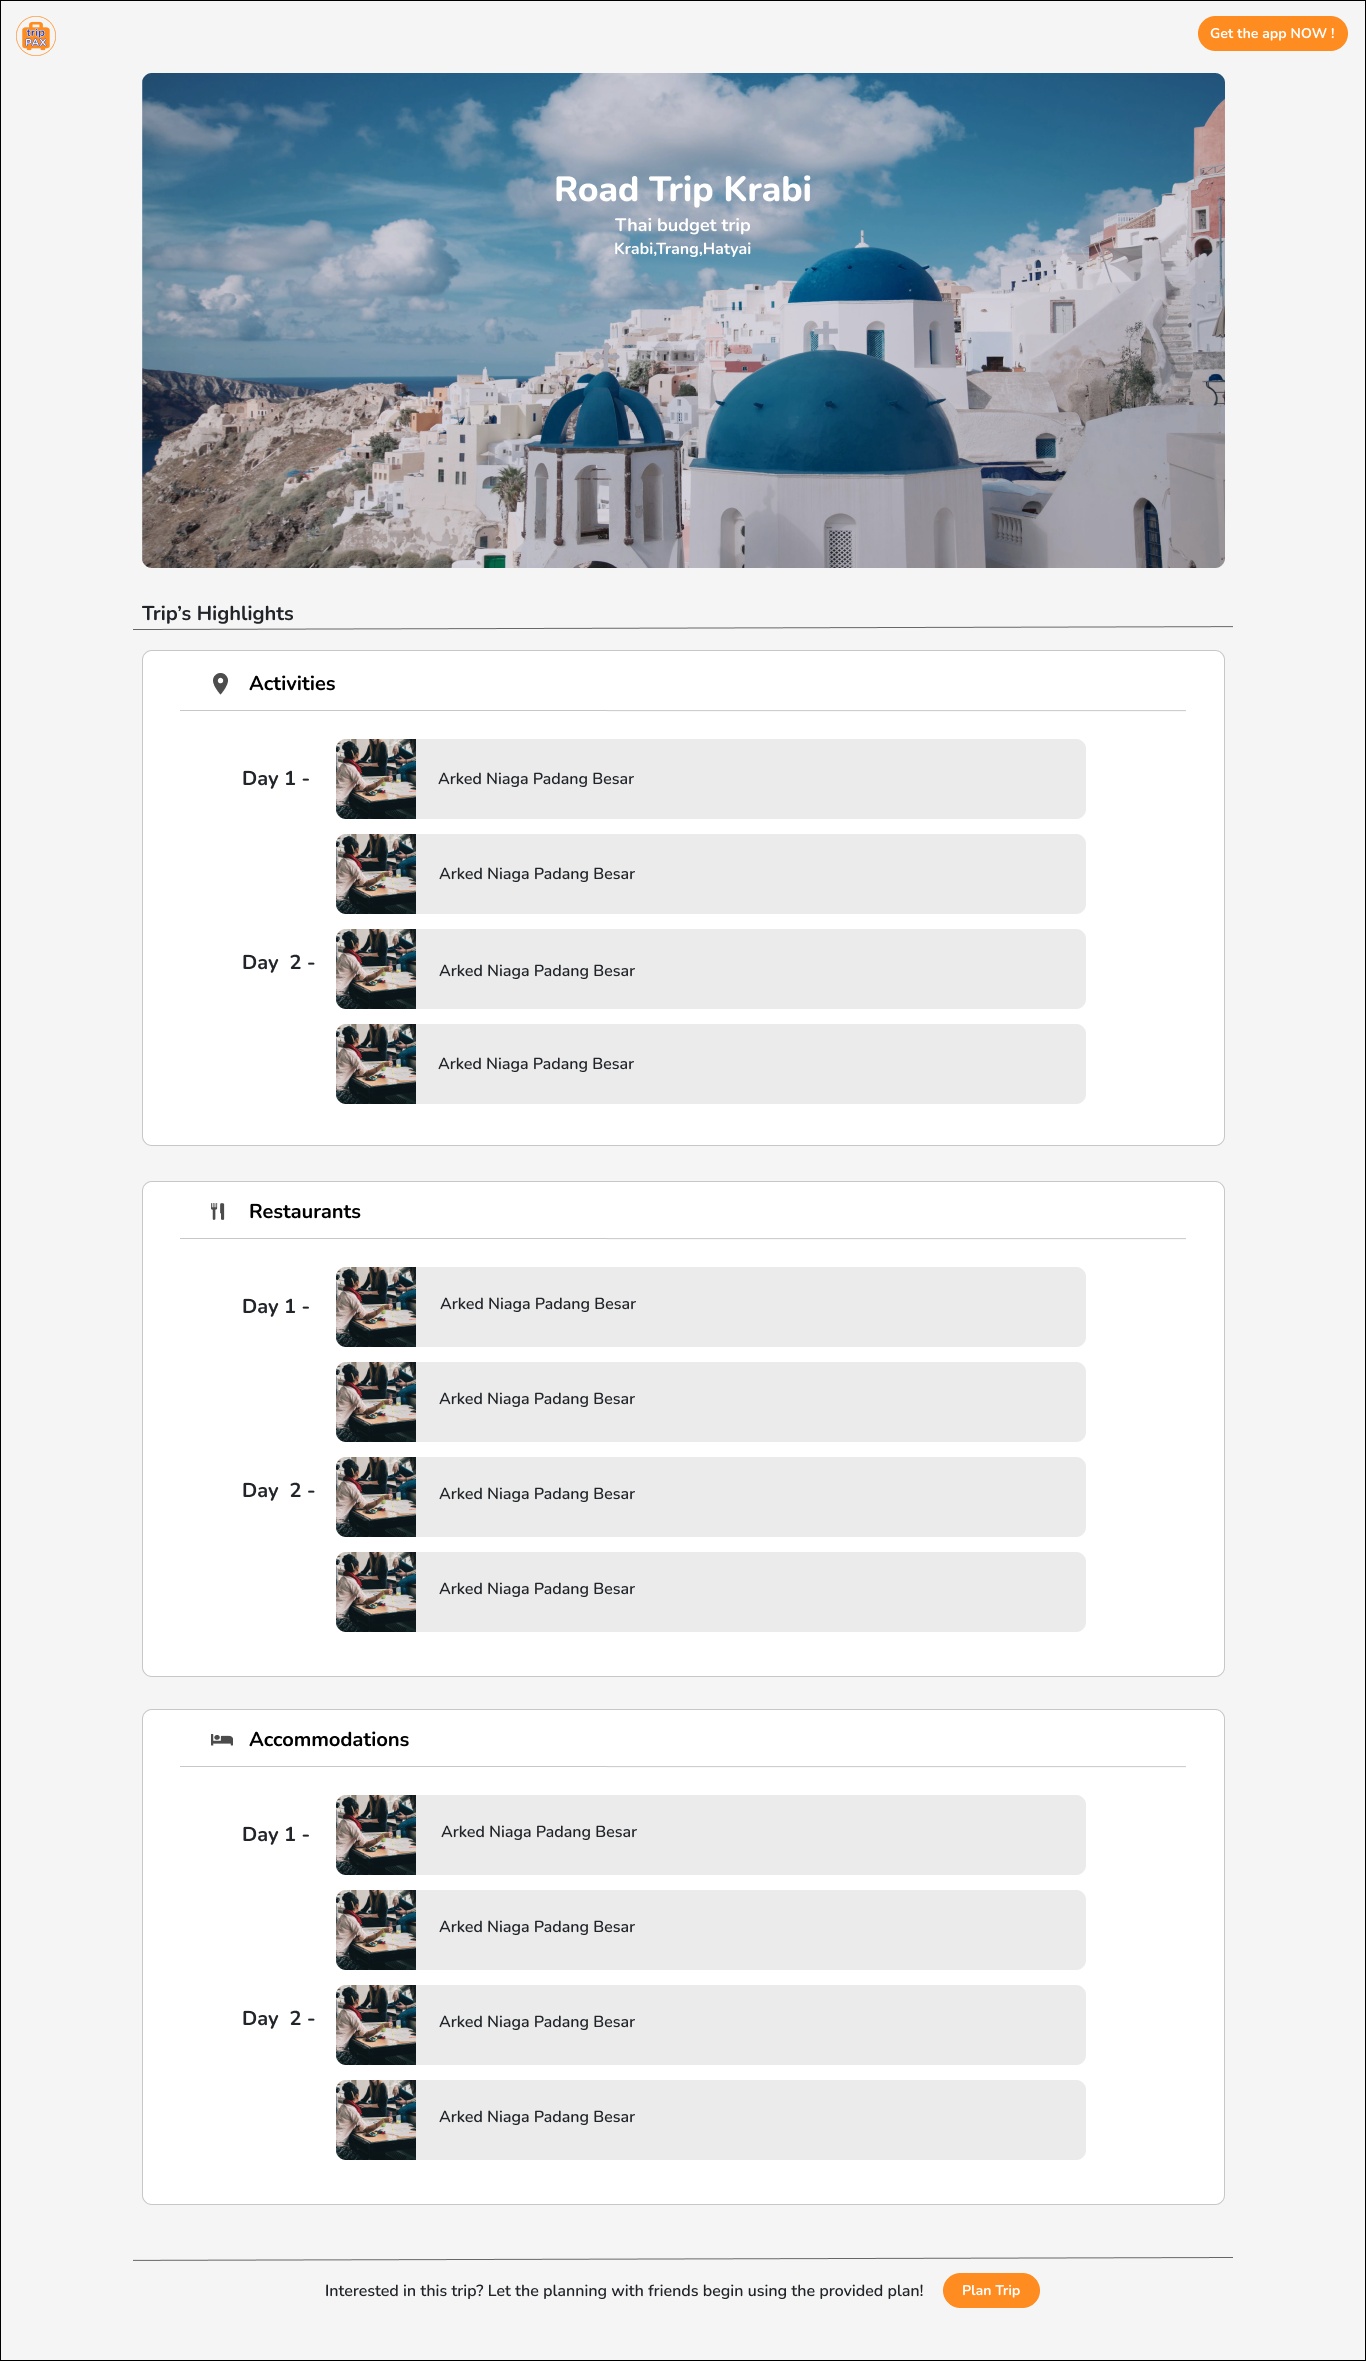 trip
PAX
Get the app NOW !
Road Trip Krabi
Thai budget trip
Krabi,Trang,Hatyai
Trip's Highlights
Activities
Day 1 -
Arked Niaga Padang Besar
Arked Niaga Padang Besar
Day  2 -
Arked Niaga Padang Besar
Arked Niaga Padang Besar
Restaurants
Day 1 -
Arked Niaga Padang Besar
Arked Niaga Padang Besar
Day  2 -
Arked Niaga Padang Besar
Arked Niaga Padang Besar
Accommodations
Day 1 -
Arked Niaga Padang Besar
Arked Niaga Padang Besar
Day  2 -
Arked Niaga Padang Besar
Arked Niaga Padang Besar
Interested in this trip? Let the planning with friends begin using the provided plan!
Plan Trip